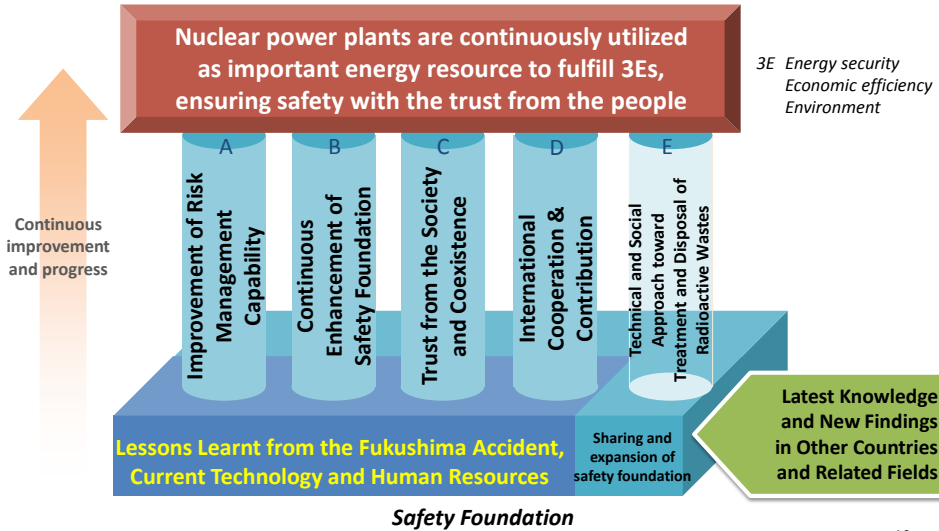 Nuclear power plants are continuously utilized
as important energy resource to fulfill 3Es,
ensuring safety with the trust from the people
3E Energy security
Economic efficiency
Environment
Continuous
improvement
and progress
A
Improvement of Risk
Management
Capability
B
Continuous
Enhancement of
Safety Foundation
C
Trust from the Society
and Coexistence
D
International
Cooperation &
Contribution
E
Technical and Social
Approach toward
Treatment and Disposal of
Radioactive Wastes
Lessons Learnt from the Fukushima Accident,
Current Technology and Human Resources
Sharing and
expansion of
safety foundation
Latest Knowledge
and New Findings
in Other Countries
and Related Fields
Safety Foundation